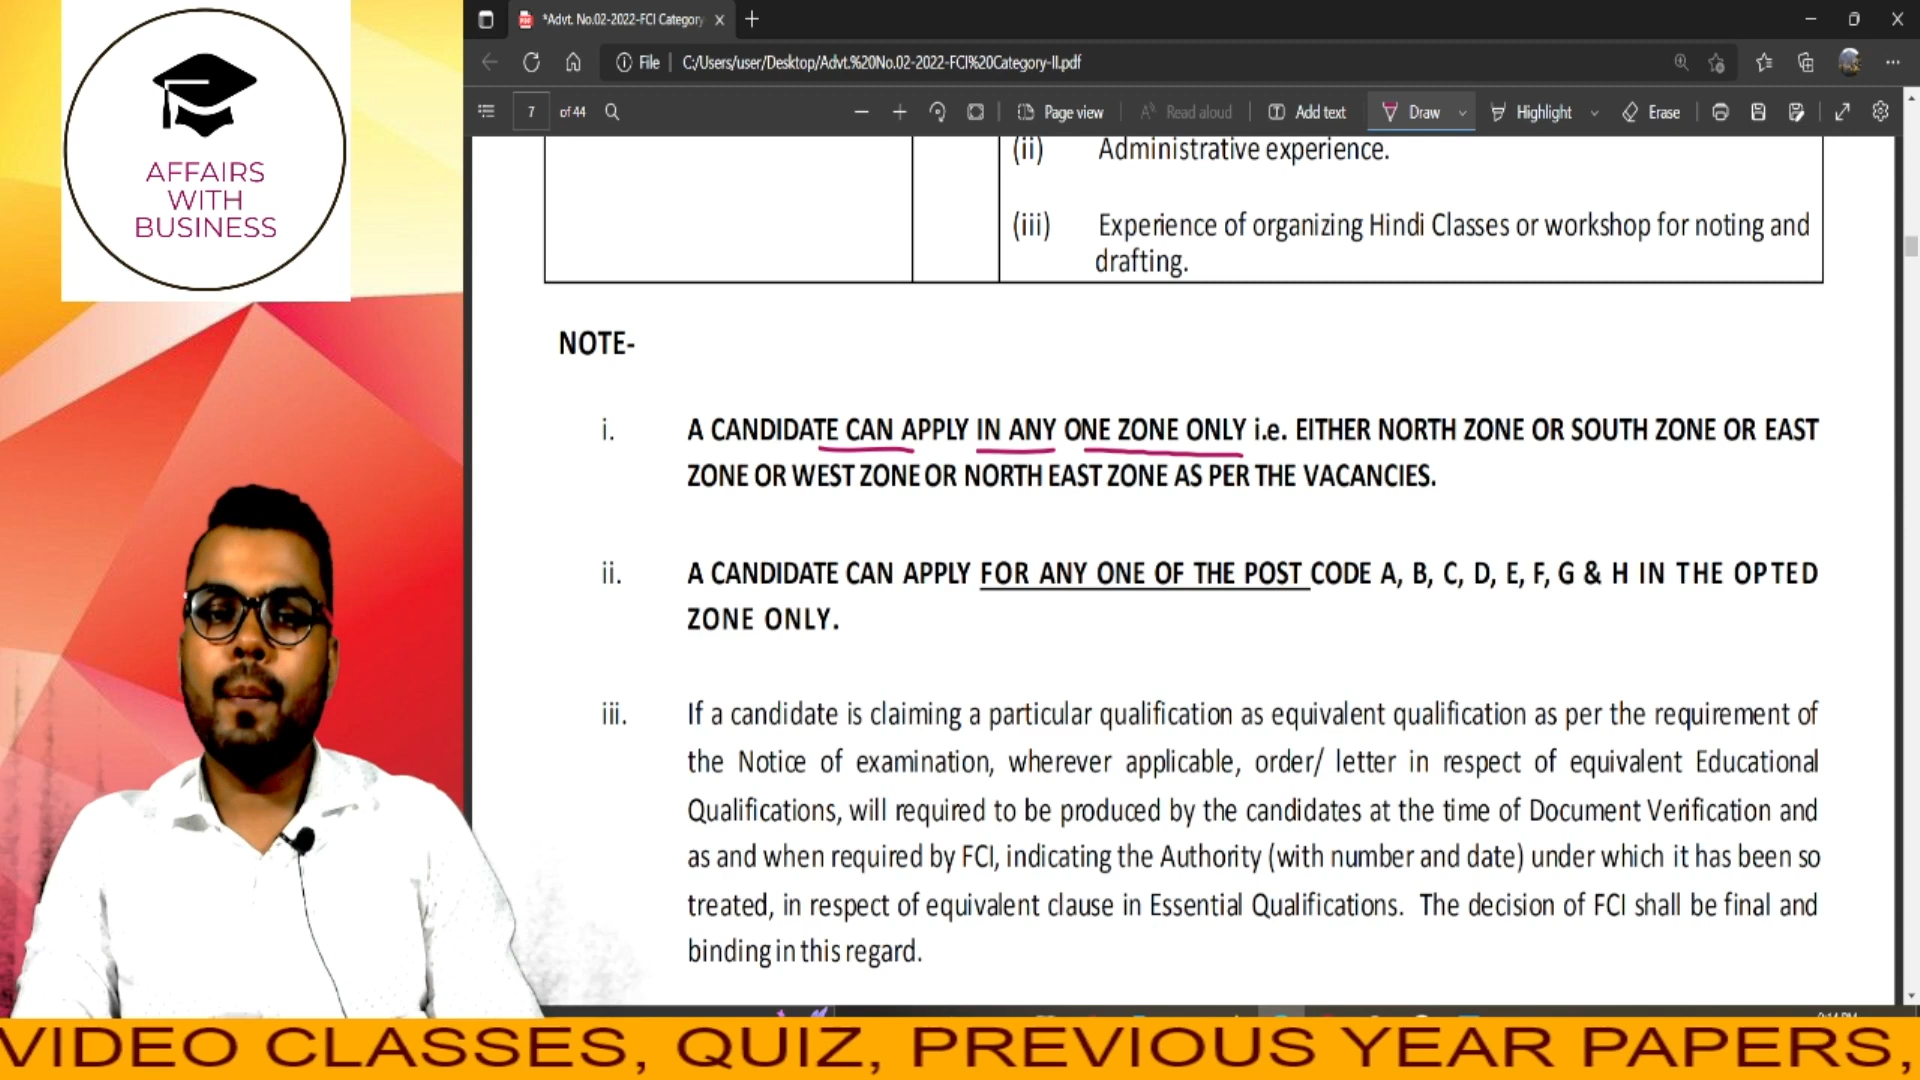 AFFAIRS
WITH
BUSINESS
*Advt. No.02-2022-FCI Category
File
C:/Users/user/Desktop/Advt.%20No.02-2022-FCI%20Category-II.pdf
7 of 44
Page view
Read aloud
Add text
Draw
Highlight
Erase
(ii) Administrative experience.
(iii) Experience of organizing Hindi Classes or workshop for noting and
drafting.
NOTE-
i. A CANDIDATE CAN APPLY IN ANY ONE ZONE ONLY i.e. EITHER NORTH ZONE OR SOUTH ZONE OR EAST
ZONE OR WEST ZONE OR NORTH EAST ZONE AS PER THE VACANCIES.
ii. A CANDIDATE CAN APPLY FOR ANY ONE OF THE POST CODE A, B, C, D, E, F, G & H IN THE OPTED
ZONE ONLY.
iii. If a candidate is claiming a particular qualification as equivalent qualification as per the requirement of
the Notice of examination, wherever applicable, order/ letter in respect of equivalent Educational
Qualifications, will required to be produced by the candidates at the time of Document Verification and
as and when required by FCI, indicating the Authority (with number and date) under which it has been so
treated, in respect of equivalent clause in Essential Qualifications. The decision of FCI shall be final and
binding in this regard.
VIDEO CLASSES, QUIZ, PREVIOUS YEAR PAPERS,